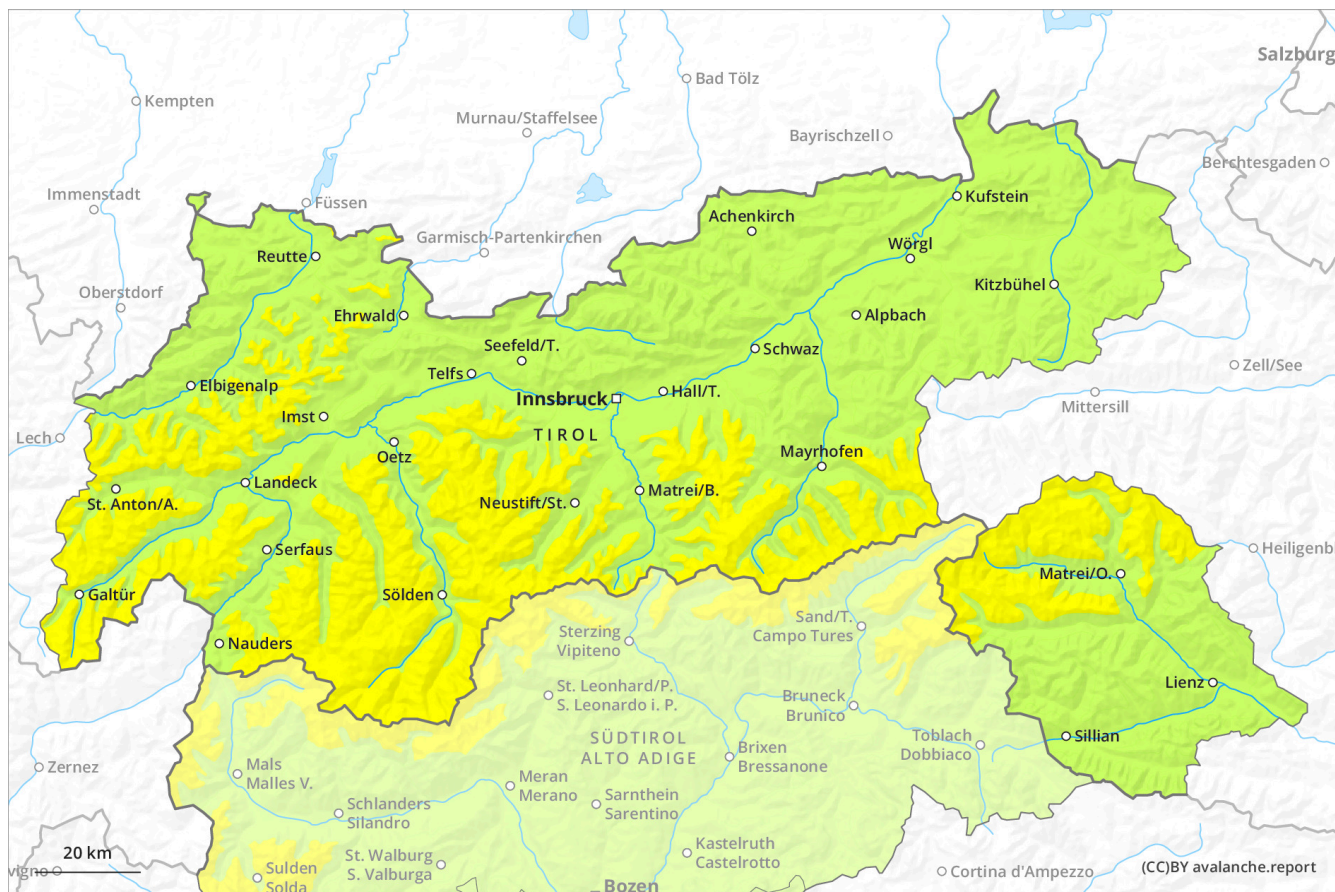 Salzburg
Bad Tölz
Kempten
Murnau/Staffelsee
Bayrischzell
Berchtesgaden
Immenstadt
Füssen
Kufstein
Achenkirch
Garmisch-Partenkirchen
Wörgl
Reutte
Kitzbühel
Oberstdorf
Ehrwald
Alpbach
Seefeld/T.
Schwaz
Zell/See
Telfs
Elbigenalp
Innsbruck
Hall/T.
Mittersill
Imst
Lech
TIROL
Oetz
Mayrhofen
Landeck
Matrei/B.
St. Anton/A.
Neustift/St.
Serfaus
Heiligenb
Matrei/O.
Galtür
Sölden
Sand/T.
Campo Tures
Sterzing
Vipiteno
Nauders
Lienz
St. Leonhard/P.
S. Leonardo i. P.
Bruneck
Brunico
SÜDTIROL
ALTO ADIGE
Toblach
Dobbiaco
Sillian
Brixen
Bressanone
Zernez
Mals
Malles V.
Meran
Merano
Sarnthein
Sarentino
Schlanders
Silandro
Kastelruth
Castelrotto
20 km
vigno
St. Walburg
S. Valburga
Sulden
Solda
Cortina d'Ampezzo
(CC)BY avalanche.report
Bozen